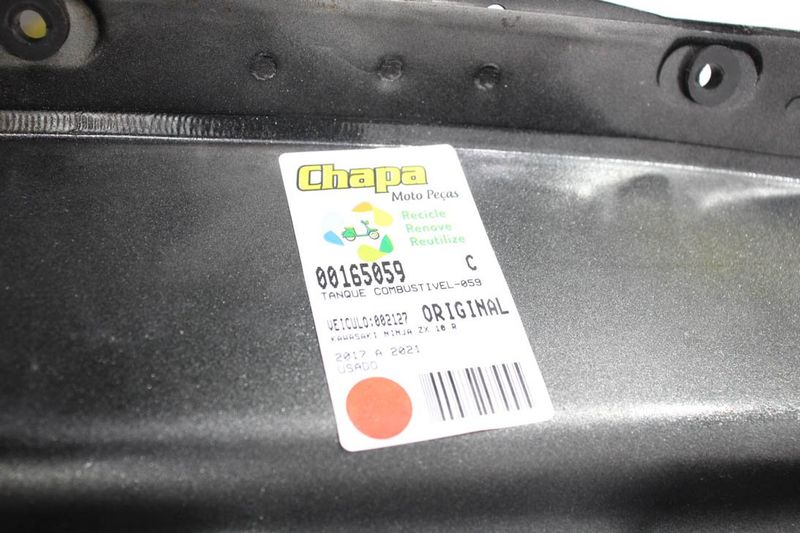 Chapa
Moto Peças
Recicle
Renove
Reutilize
00165059 C
TANQUE COMBUSTIVEL-059
VEICULO:002127 ORIGINAL
KAWASAKI NINJA ZX 10 R
2017 A 2021
USADO